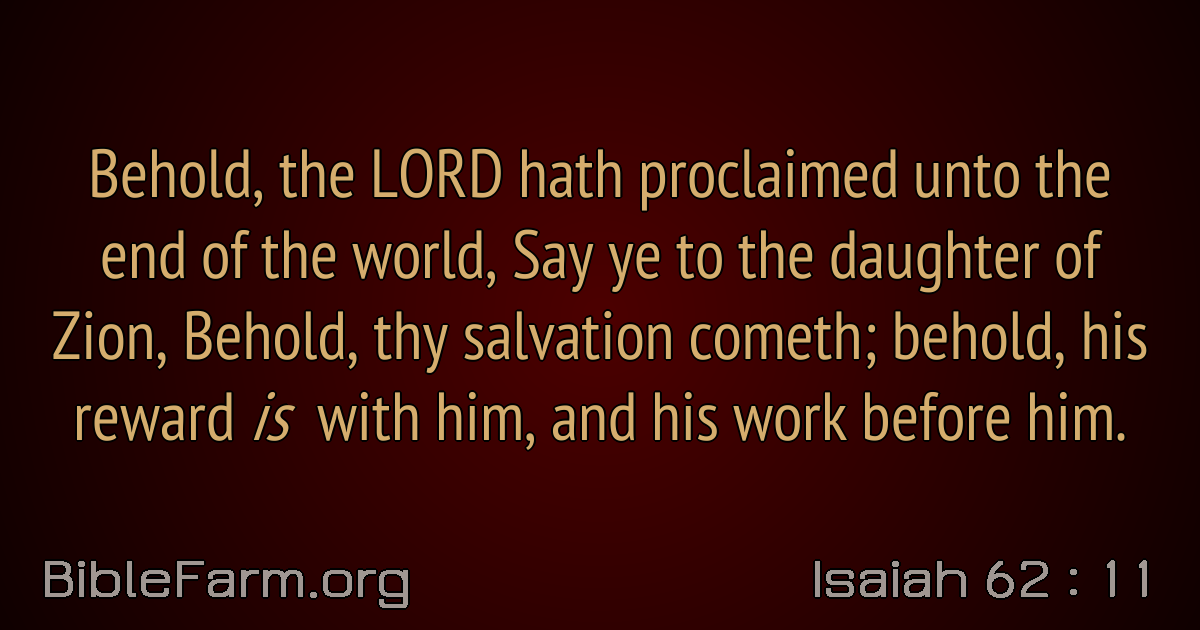 Behold, the LORD hath proclaimed unto the
end of the world, Say ye to the daughter of
Zion, Behold, thy salvation cometh; behold, his
reward is with him, and his work before him.
BibleFarm.org
Isaiah 62 : 11